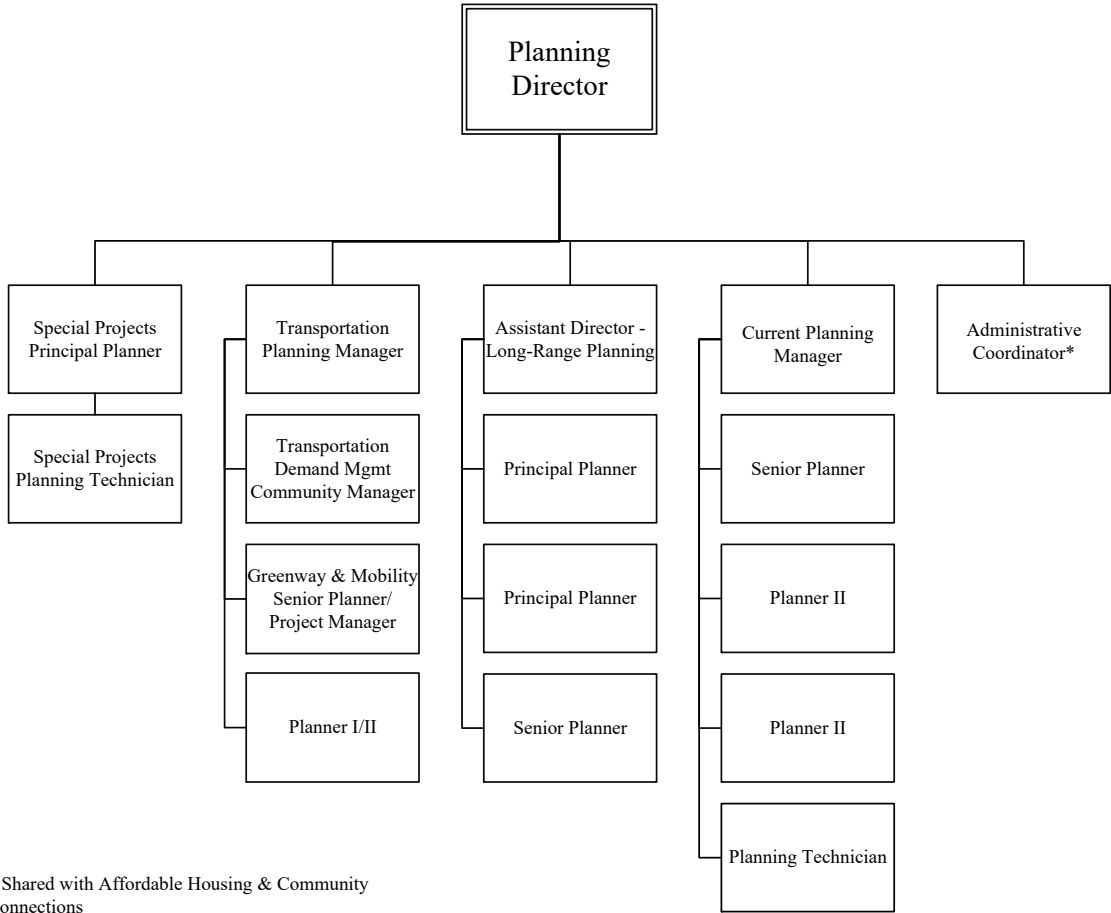 Planning
Director
Special Projects
Principal Planner
Special Projects
Planning Technician
Transportation
Planning Manager
Transportation
Demand Mgmt
Community Manager
Greenway & Mobility
Senior Planner/
Project Manager
Planner I/II
Assistant Director -
Long-Range Planning
Principal Planner
Principal Planner
Senior Planner
Current Planning
Manager
Senior Planner
Planner II
Planner II
Planning Technician
Administrative
Coordinator*
Shared with Affordable Housing & Community
onnections